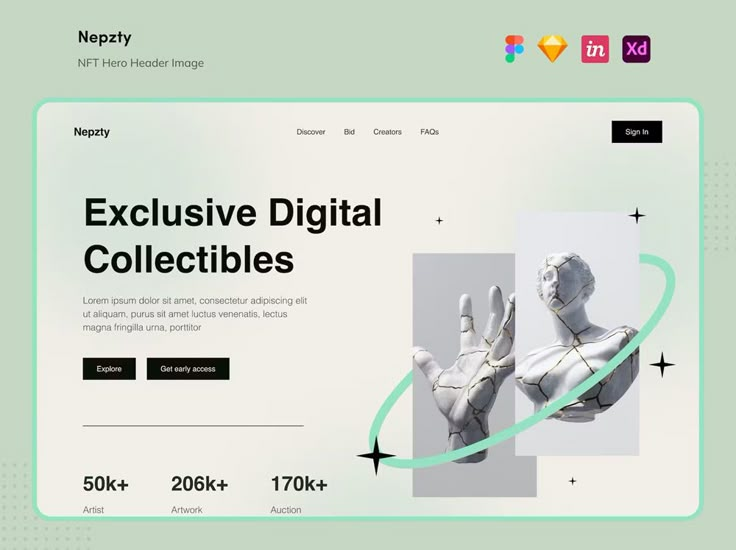 Nepzty
NFT Hero Header Image
in
Xd
Nepzty
Discover
Bid
Creators
FAQs
Sign In
Exclusive Digital
Collectibles
Lorem ipsum dolor sit amet, consectetur adipiscing elit
ut aliquam, purus sit amet luctus venenatis, lectus
magna fringilla urna, porttitor
Explore
Get early access
50k+
206k+
170k+
Artist
Artwork
Auction